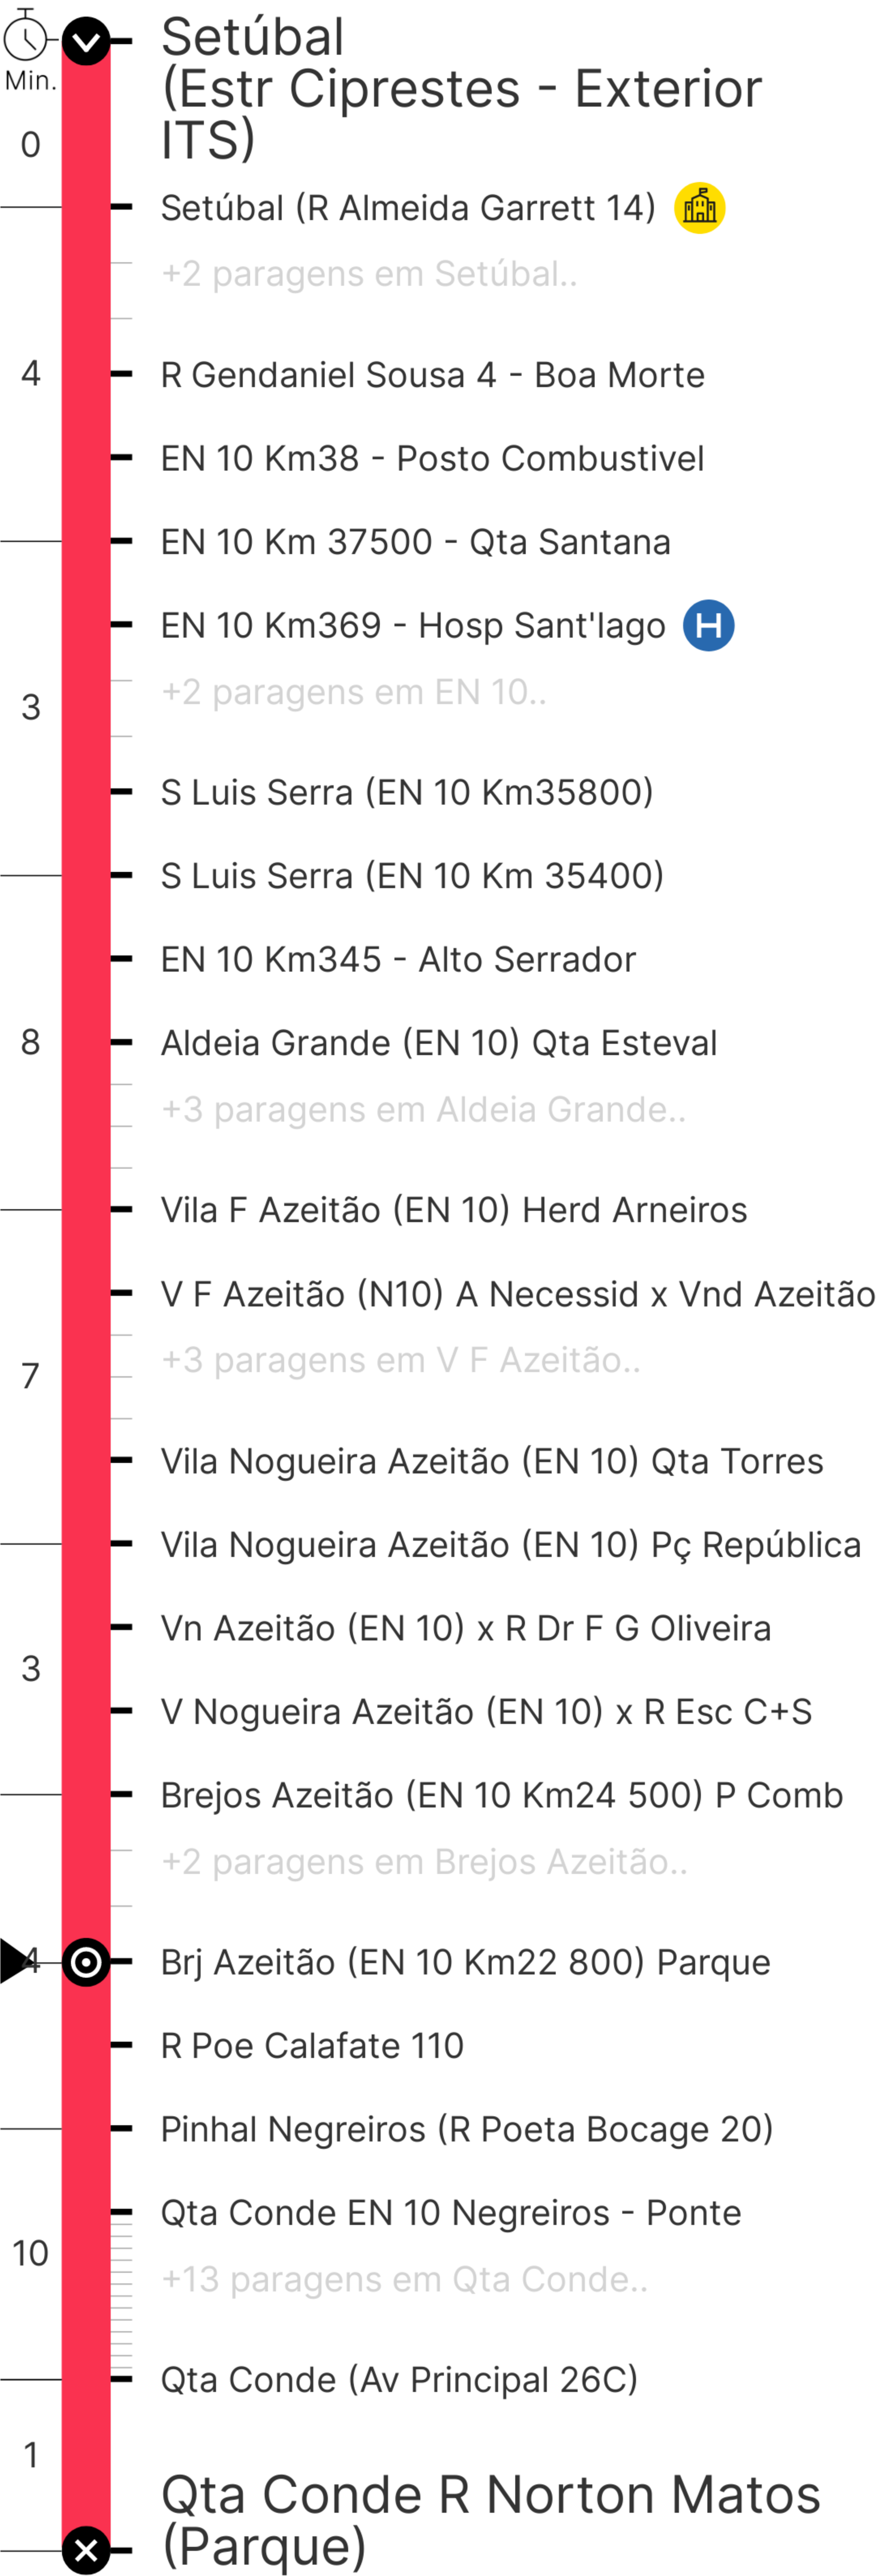 Min.
Setúbal
(Estr Ciprestes - Exterior
ITS)
0
Setúbal (R Almeida Garrett 14)
+2 paragens em Setúbal..
4
R Gendaniel Sousa 4 - Boa Morte
EN 10 Km38 - Posto Combustivel
EN 10 Km 37500 - Qta Santana
EN 10 Km369 - Hosp Sant'Iago H
+2 paragens em EN 10..
3
S Luis Serra (EN 10 Km35800)
S Luis Serra (EN 10 Km 35400)
EN 10 Km345 - Alto Serrador
8
Aldeia Grande (EN 10) Qta Esteval
+3 paragens em Aldeia Grande..
Vila F Azeitão (EN 10) Herd Arneiros
V F Azeitão (N10) A Necessid x Vnd Azeitão
+3 paragens em V F Azeitão..
7
Vila Nogueira Azeitão (EN 10) Qta Torres
Vila Nogueira Azeitão (EN 10) Pç República
Vn Azeitão (EN 10) x R Dr F G Oliveira
3
V Nogueira Azeitão (EN 10) x R Esc C+S
Brejos Azeitão (EN 10 Km24 500) P Comb
+2 paragens em Brejos Azeitão..
4
Brj Azeitão (EN 10 Km22 800) Parque
R Poe Calafate 110
Pinhal Negreiros (R Poeta Bocage 20)
Qta Conde EN 10 Negreiros - Ponte
10
+13 paragens em Qta Conde..
Qta Conde (Av Principal 26C)
1
Qta Conde R Norton Matos
(Parque)